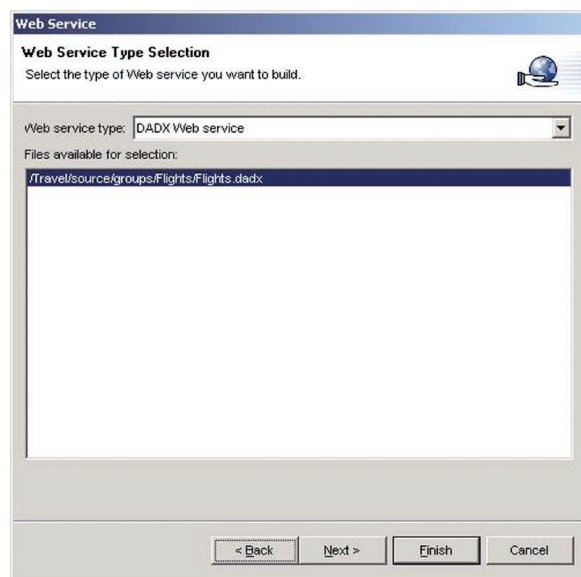 Web Service
Web Service Type Selection
Select the type of Web service you want to build.
Web service type: DADX Web service
Files available for selection:
/Travel/source/groups/Flights/Flights.dadx
< Back Next > Finish Cancel